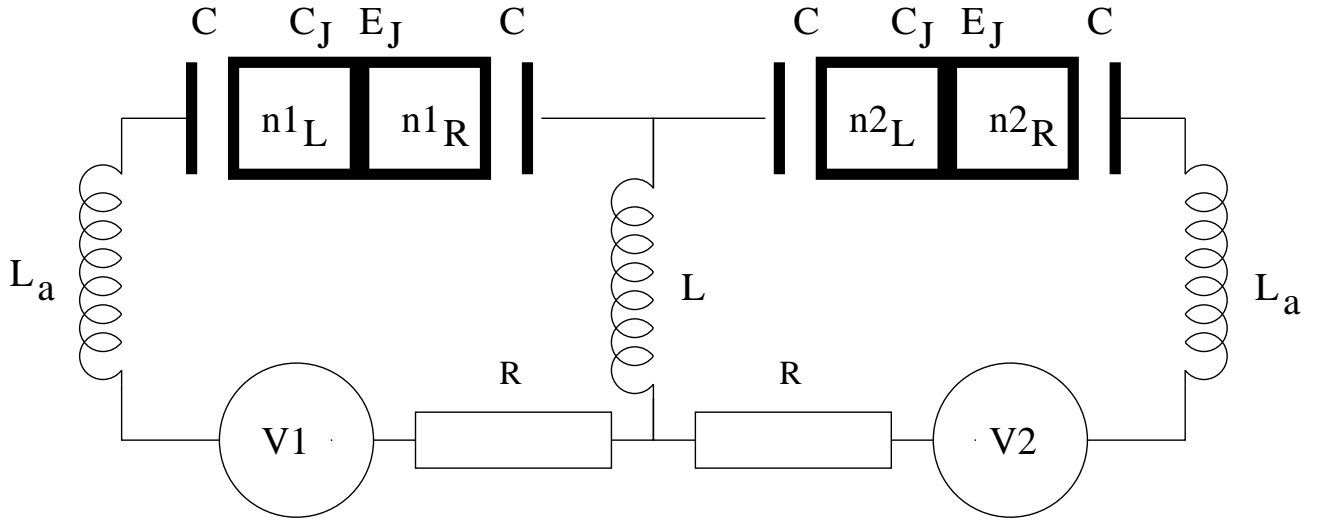 C C_J E_J C C C_J E_J C
n1_L n1_R n2_L n2_R
L_a L L_a
R R
V1 V2